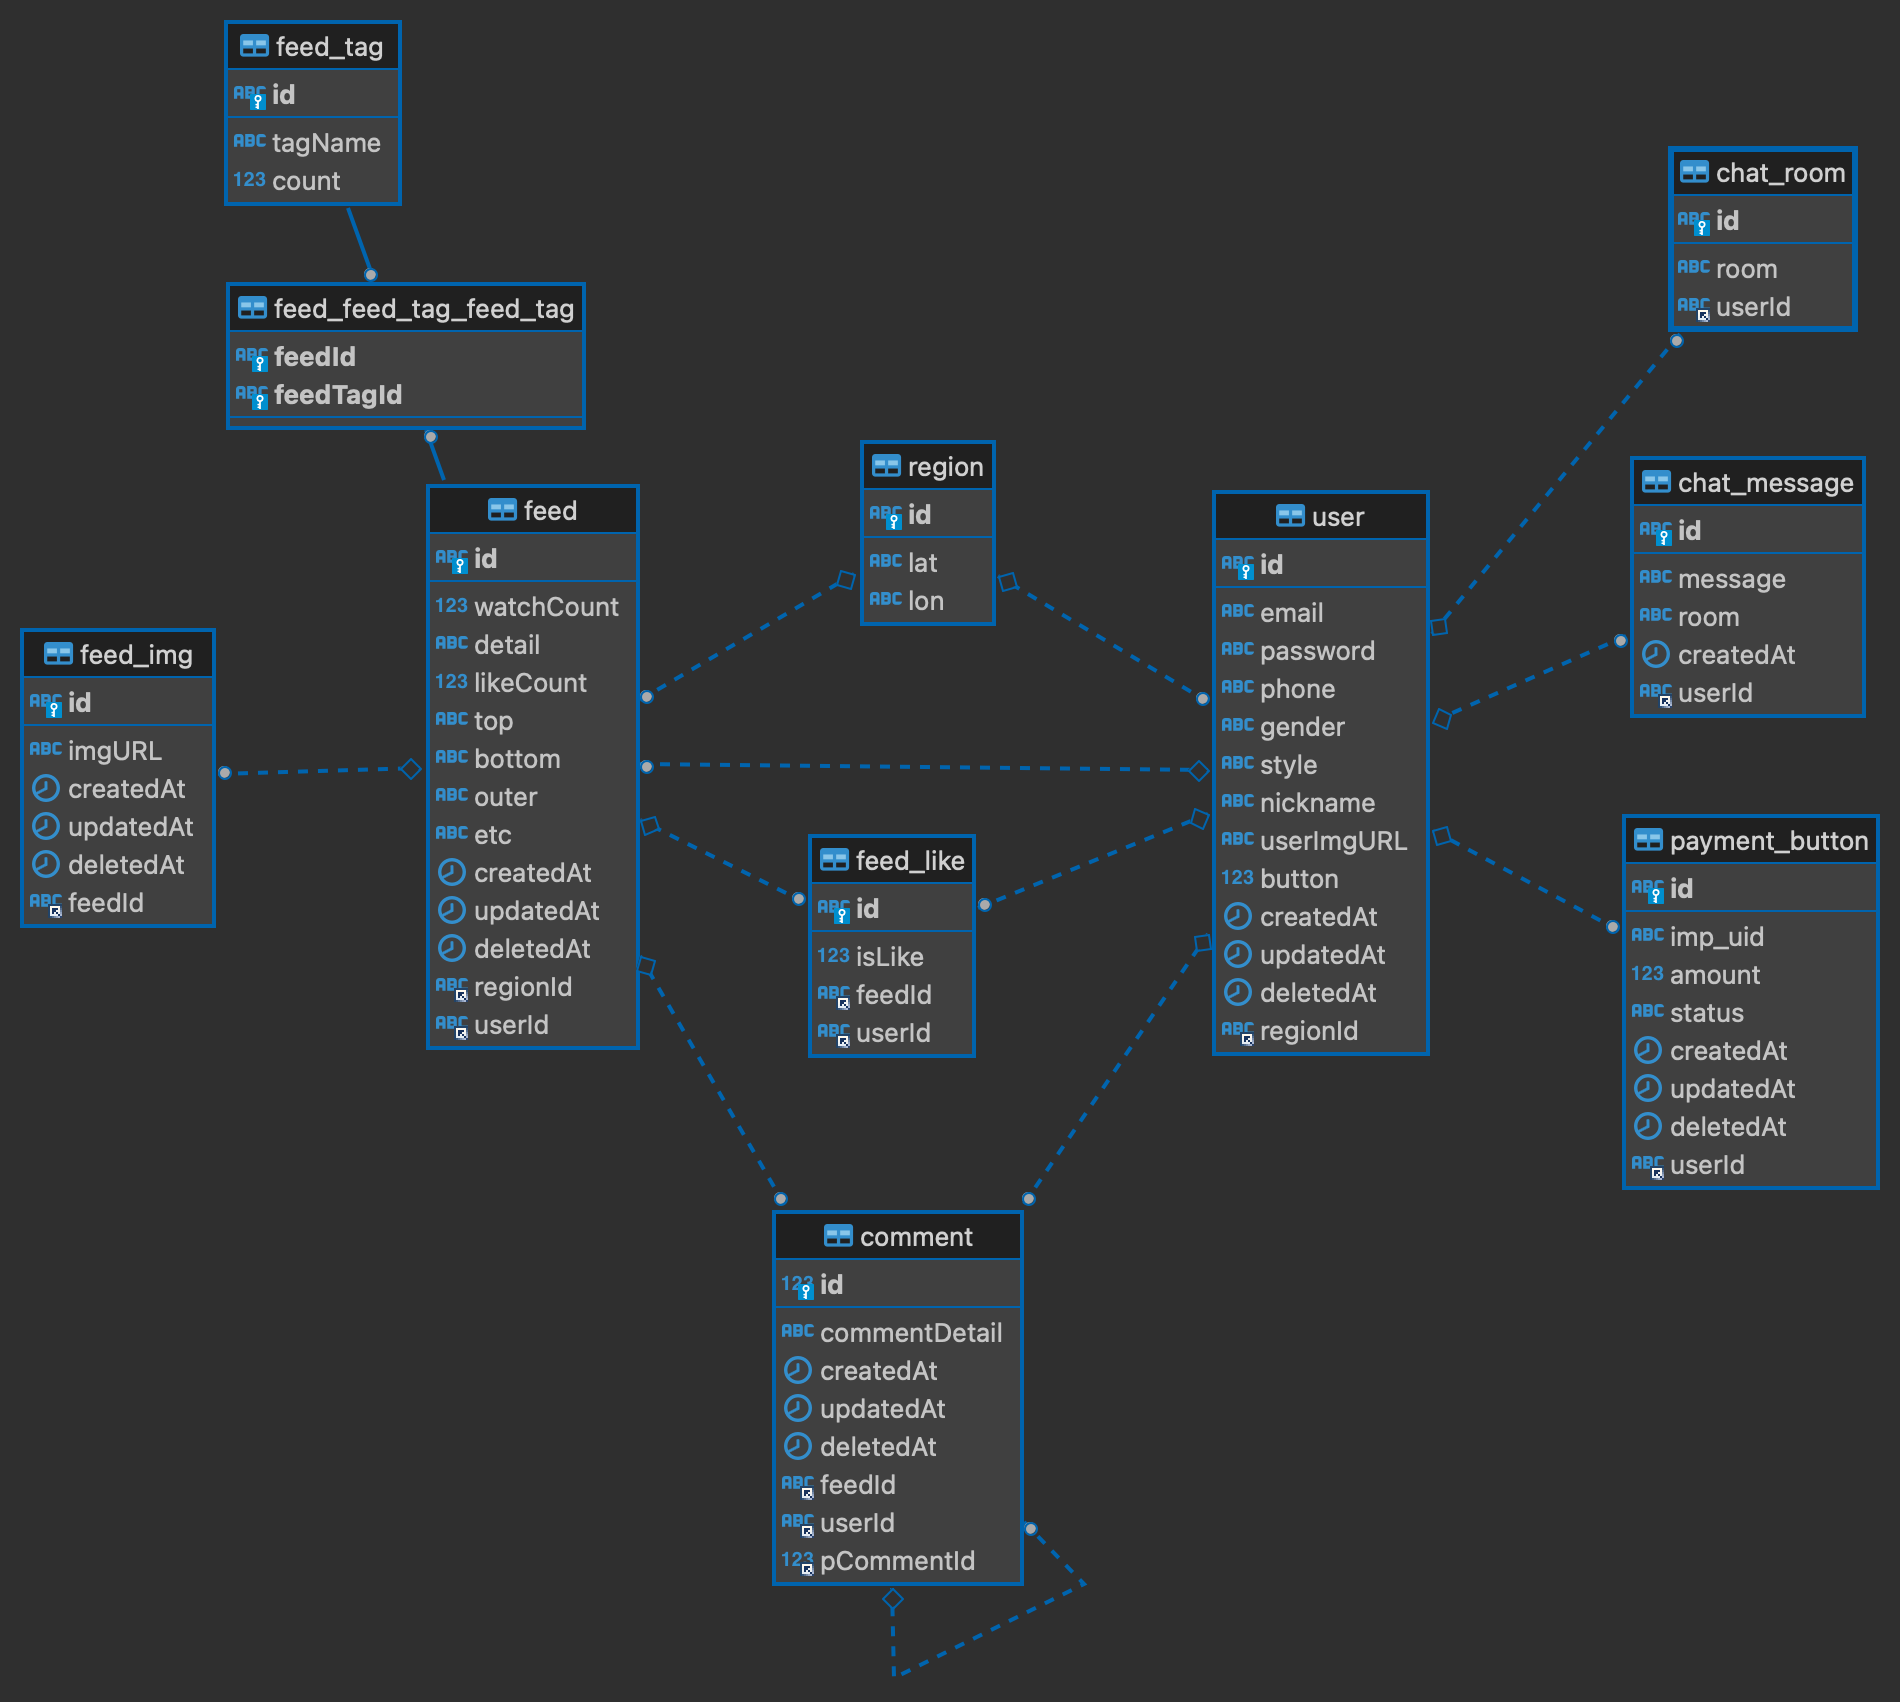 feed_tag
ABC id
ABC tagName
123 count
feed_feed_tag_feed_tag
ABC feedId
ABC feedTagId
feed
ABC id
123 watchCount
ABC detail
123 likeCount
ABC top
ABC bottom
ABC outer
ABC etc
createdAt
updatedAt
deletedAt
ABC regionId
ABC userId
feed_img
ABC id
ABC imgURL
createdAt
updatedAt
deletedAt
ABC feedId
region
ABC id
ABC lat
ABC lon
feed_like
ABC id
123 isLike
ABC feedId
ABC userId
user
ABC id
ABC email
ABC password
ABC phone
ABC gender
ABC style
ABC nickname
ABC userImgURL
123 button
createdAt
updatedAt
deletedAt
ABC regionId
chat_room
ABC id
ABC room
ABC userId
chat_message
ABC id
ABC message
ABC room
createdAt
ABC userId
payment_button
ABC id
ABC imp_uid
123 amount
ABC status
createdAt
updatedAt
deletedAt
ABC userId
comment
123 id
ABC commentDetail
createdAt
updatedAt
deletedAt
ABC feedId
ABC userId
123 pCommentId